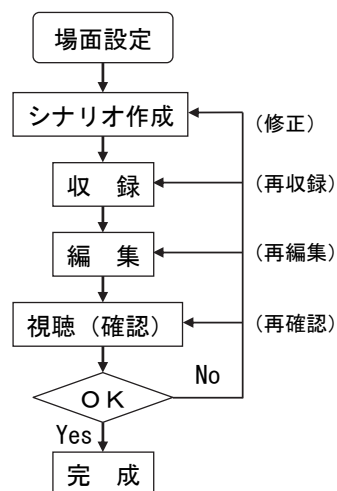 場面設定
シナリオ作成
(修正)
収　録
(再収録)
編　集
(再編集)
視聴(確認)
(再確認)
ＯＫ
No
Yes
完　成